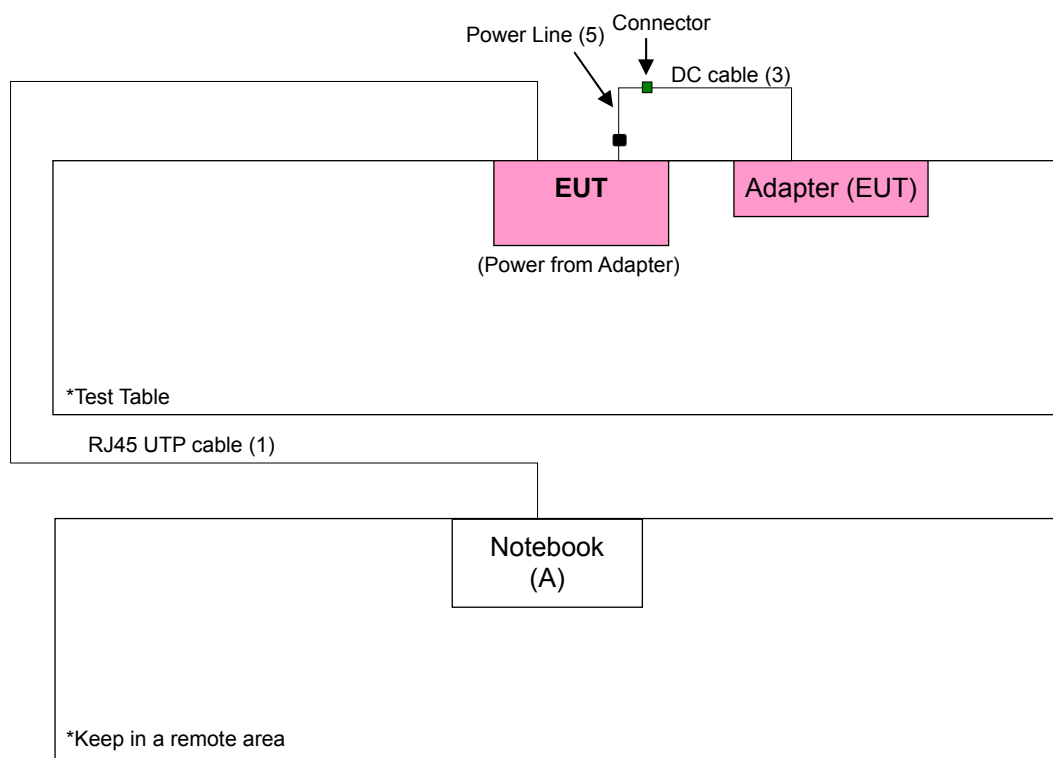 Connector
Power Line (5)
DC cable (3)
EUT
Adapter (EUT)
(Power from Adapter)
*Test Table
RJ45 UTP cable (1)
Notebook
(A)
*Keep in a remote area